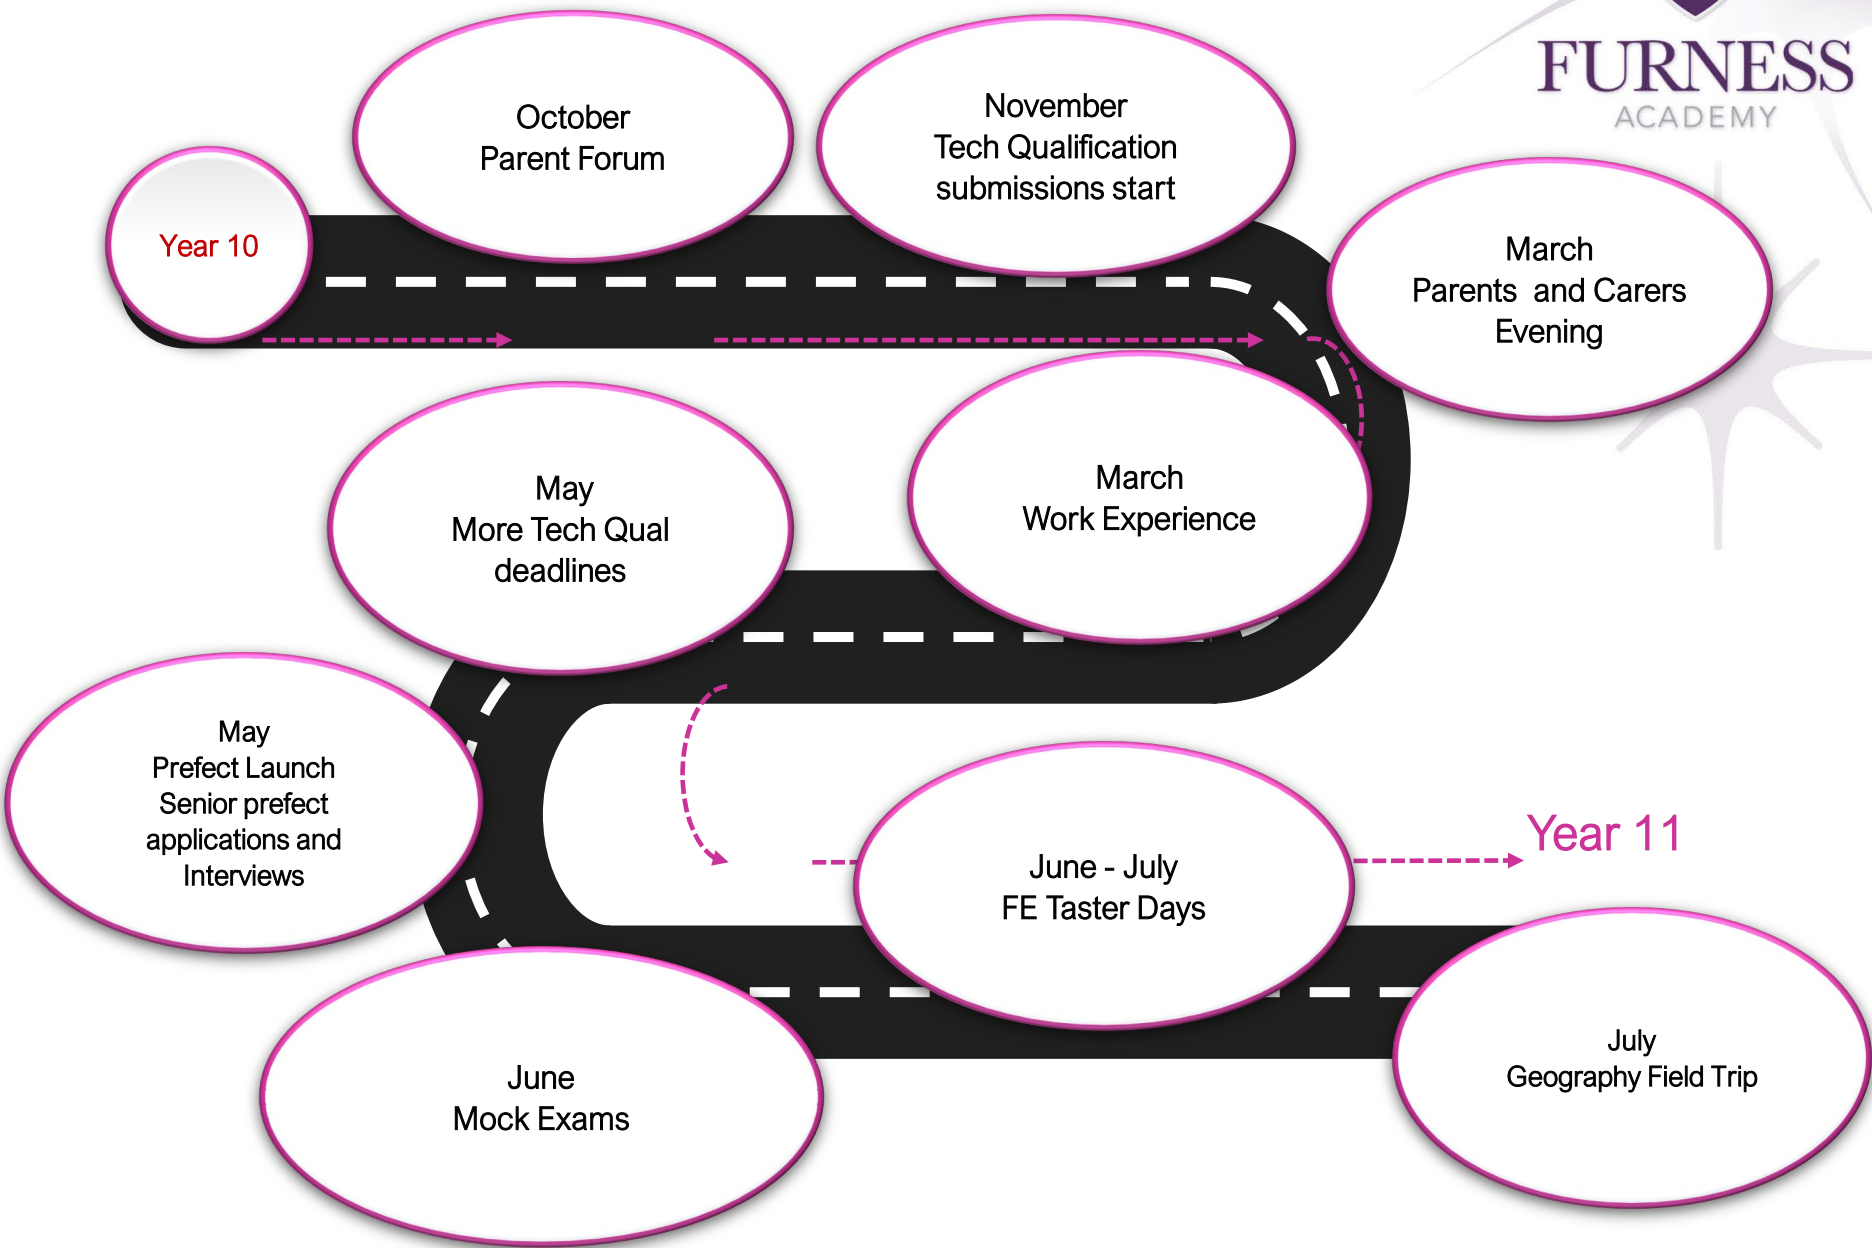 FURNESS
ACADEMY
Year 10
October
Parent Forum
November
Tech Qualification
submissions start
March
Parents  and Carers
Evening
March
Work Experience
May
More Tech Qual
deadlines
May
Prefect Launch
Senior prefect
applications and
Interviews
June
Mock Exams
June - July
FE Taster Days
July
Geography Field Trip
Year 11